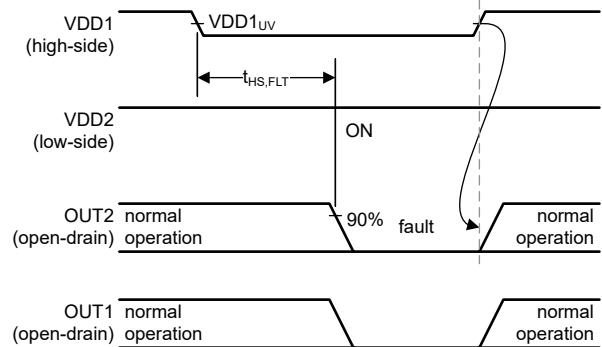 VDD1
(high-side)
VDD1UV
tHS,FLT
VDD2
(low-side)
ON
OUT2
(open-drain)
normal
operation
90%
fault
normal
operation
OUT1
(open-drain)
normal
operation
normal
operation